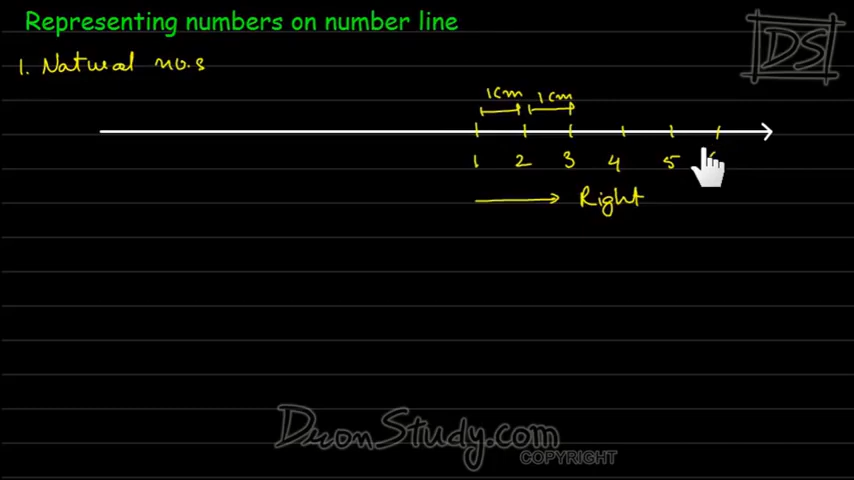 Representing numbers on number line
DS
1. Natural no.s
1cm 1cm
1 2 3 4 5
Right
DronStudy.com
COPYRIGHT